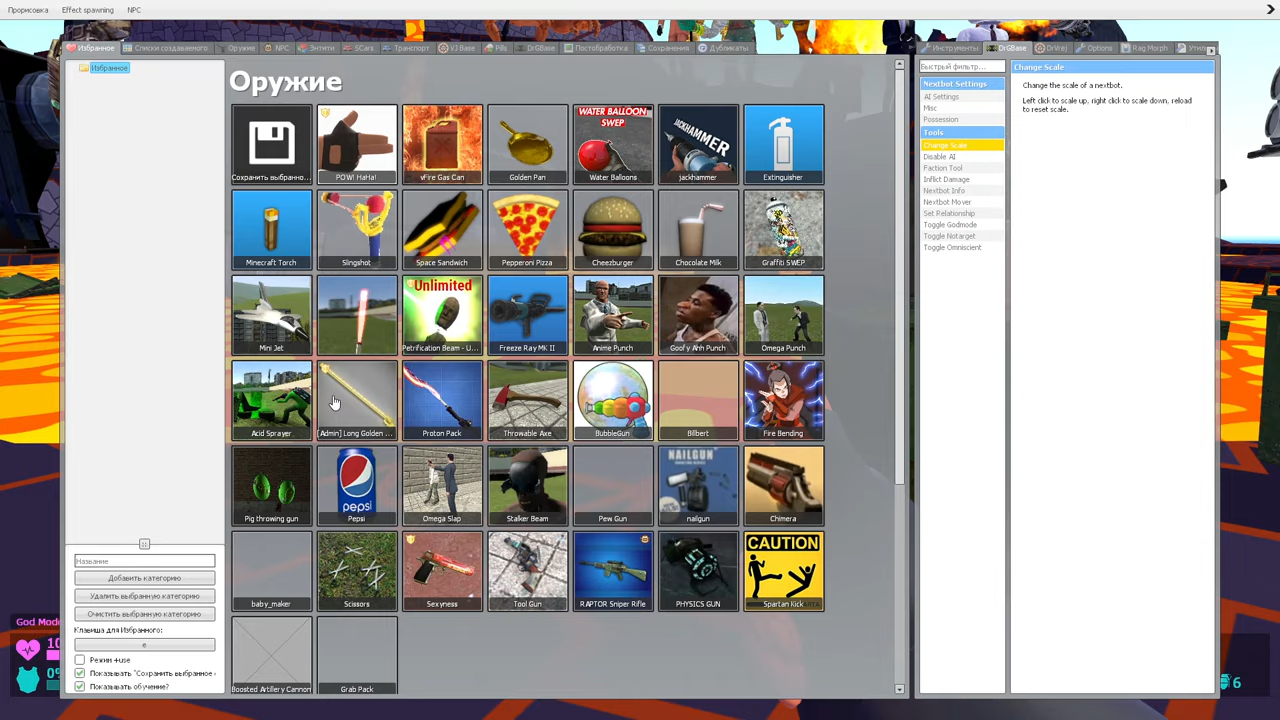 Прорисовка Effect spawning NPC
Избранное Списки создаваемого Оружие NPC Энтити SCars Транспорт VJ Base Pills DrGBase Постобработка Сохранения Дубликаты
Инструменты DrGBase DrVrej Options Rag Morph Утил
Избранное
Оружие
Сохранить выбранно... POW! HaHa! vFire Gas Can Golden Pan WATER BALLOON SWEP Water Balloons JACKHAMMER jackhammer Extinguisher
Minecraft Torch Slingshot Space Sandwich Pepperoni Pizza Cheezburger Chocolate Milk Graffiti SWEP
Mini Jet Unlimited Petrification Beam - U... Freeze Ray MK II Anime Punch Goofy Ahh Punch Omega Punch
Acid Sprayer [Admin] Long Golden ... Proton Pack Throwable Axe BubbleGun Bilbert Fire Bending
Pig throwing gun pepsi Pepsi Omega Slap Stalker Beam Pew Gun NAILGUN nailgun Chimera
baby_maker Scissors Sexyness Tool Gun RAPTOR Sniper Rifle PHYSICS GUN CAUTION Spartan Kick
Boosted Artillery Cannon Grab Pack
Название
Добавить категорию
Удалить выбранную категорию
Очистить выбранную категорию
Клавиша для Избранного:
e
Режим +use
Показывать "Сохранить выбранное
Показывать обучение?
God Mod
10
0%
6
Быстрый фильтр...
Nextbot Settings
AI Settings
Misc
Possession
Tools
Change Scale
Disable AI
Faction Tool
Inflict Damage
Nextbot Info
Nextbot Mover
Set Relationship
Toggle Godmode
Toggle Notarget
Toggle Omniscient
Change Scale
Change the scale of a nextbot.
Left click to scale up, right click to scale down, reload
to reset scale.